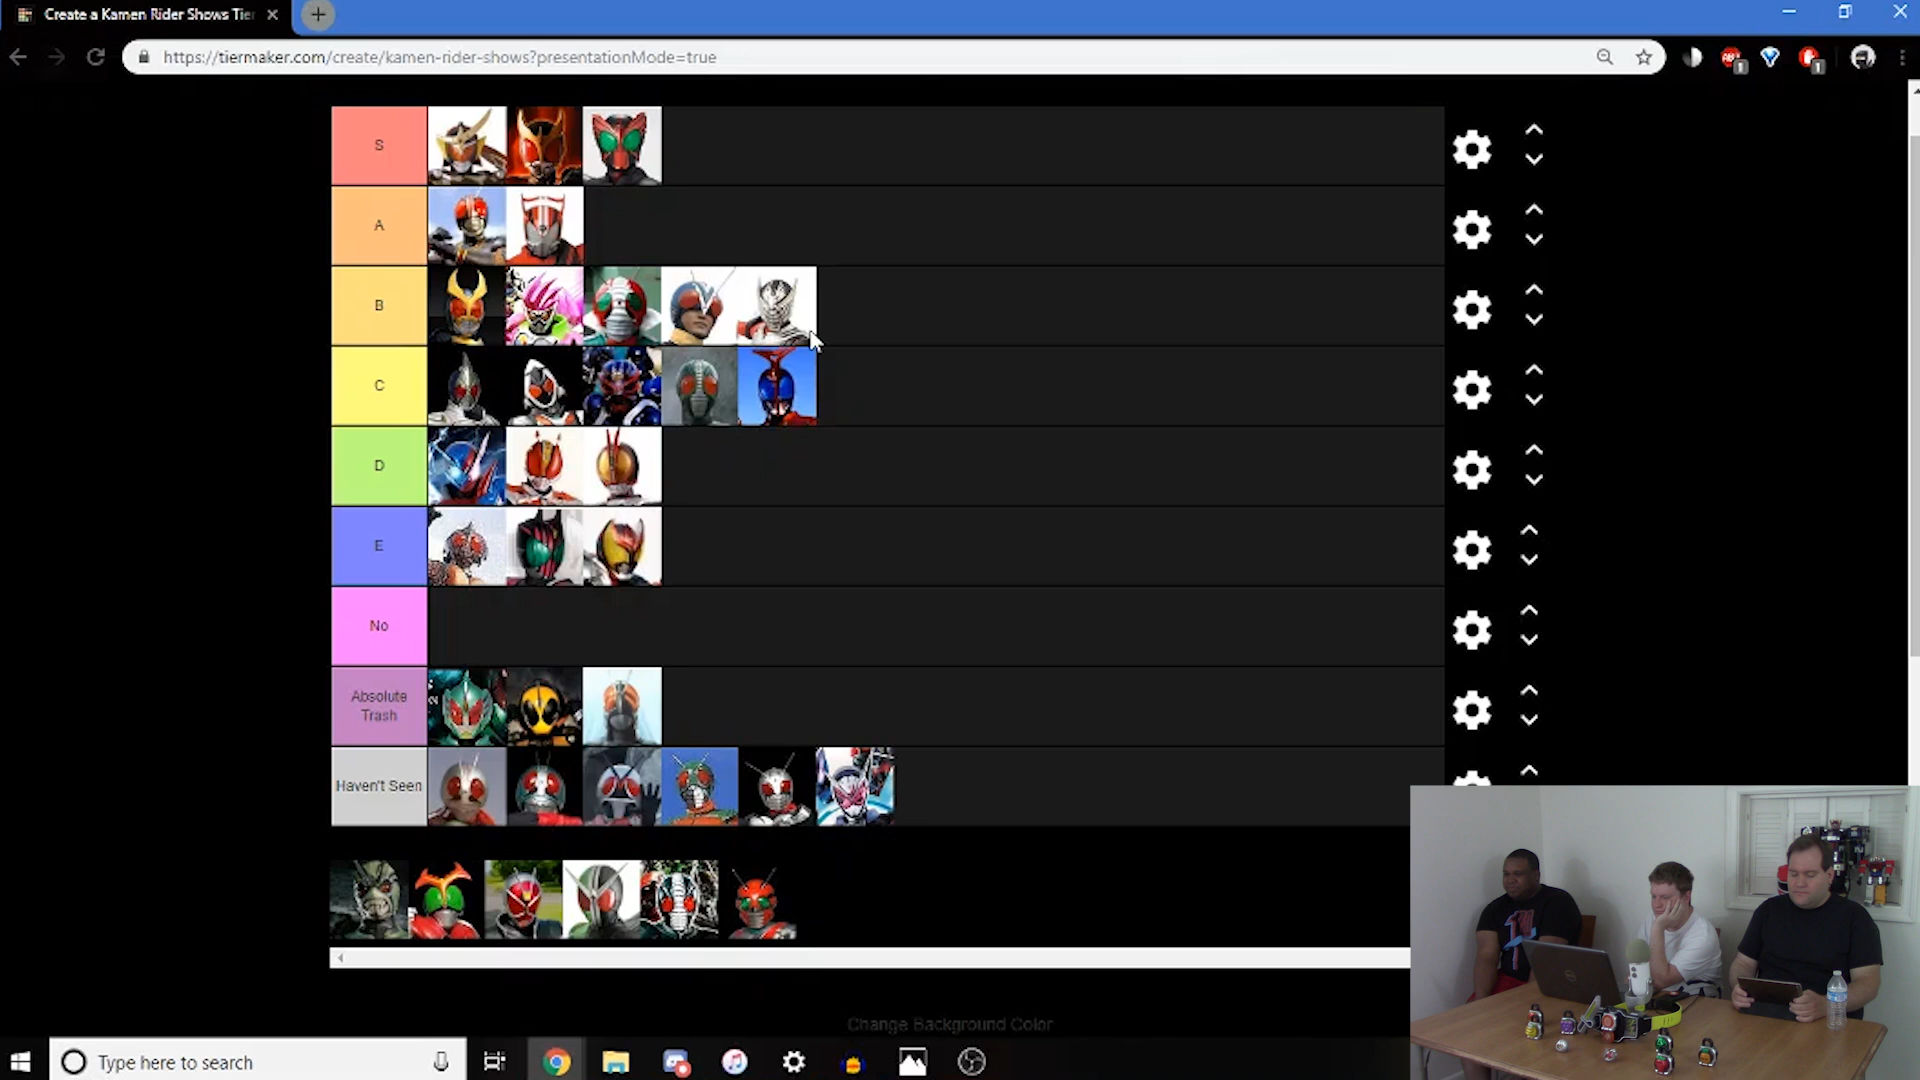 Create a Kamen Rider Shows Tier
https://tiermaker.com/create/kamen-rider-shows?presentationMode=true
S
A
B
C
D
E
No
Absolute
Trash
Haven't Seen
Change Background Color
Type here to search